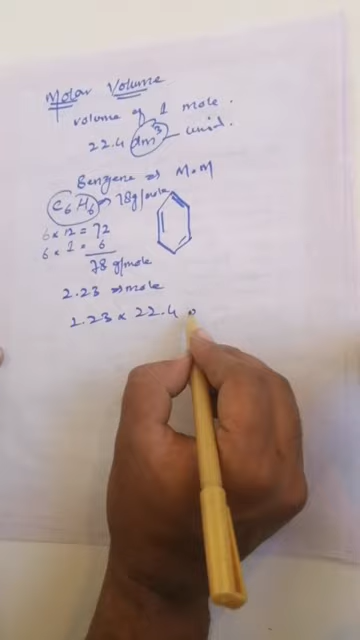 Molar Volume
volume of 1 mole.
22.4 dm³ — unit.
Benzene M.M
C6H6 78g/mole
6 × 12 = 72
6 × 1 = 6
78 g/mole
2.23 mole
2.23 × 22.4